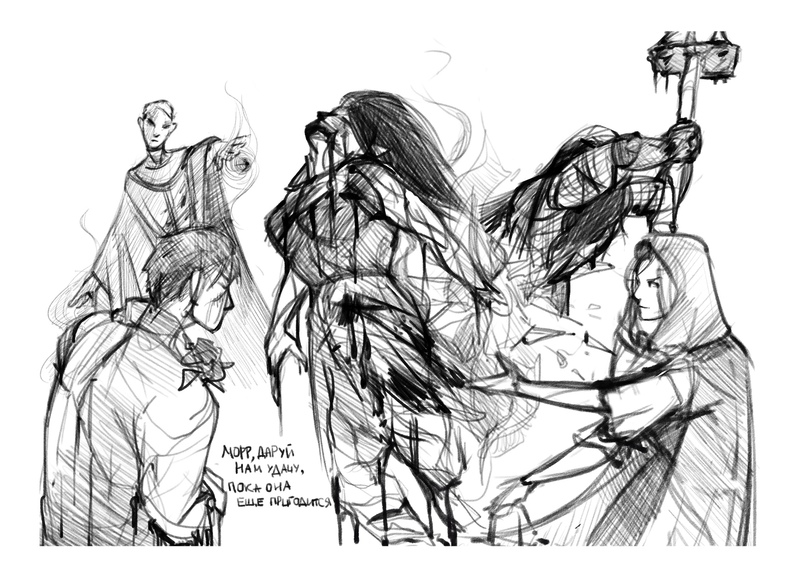 МОРР, ДАРУЙ
НАМ УДАЧУ,
ПОКА ОНА
ЕЩЕ ПРИГОДИТСЯ